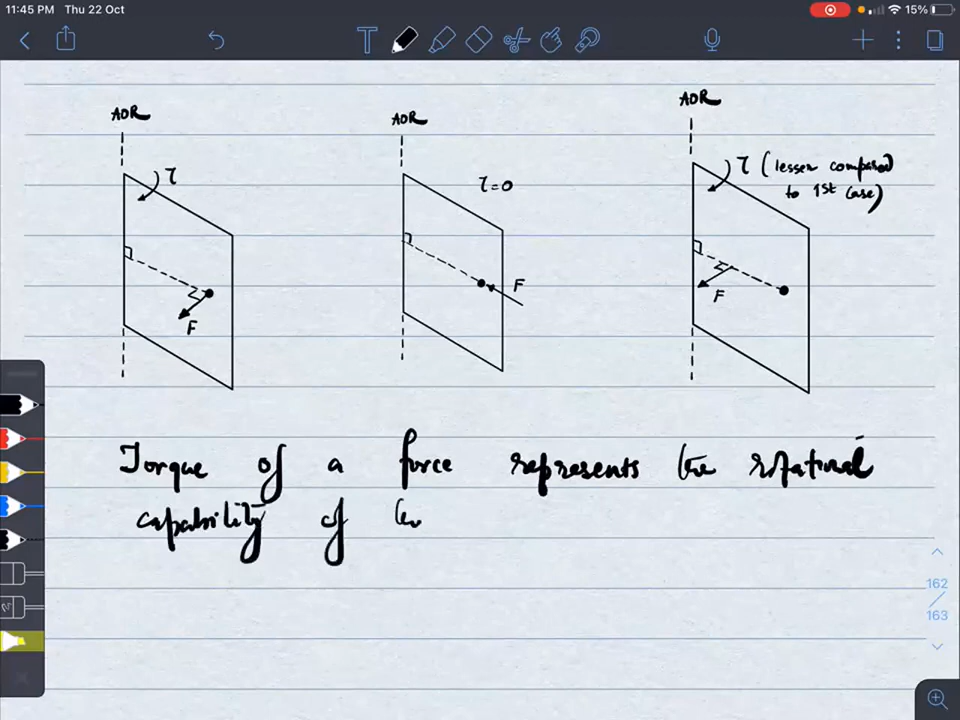 11:45 PM Thu 22 Oct
15%
T
AOR
τ
F
AOR
τ=0
F
AOR
τ (lesser compared
to 1st case)
F
Torque of a force represents the rotational
capability of
162
163